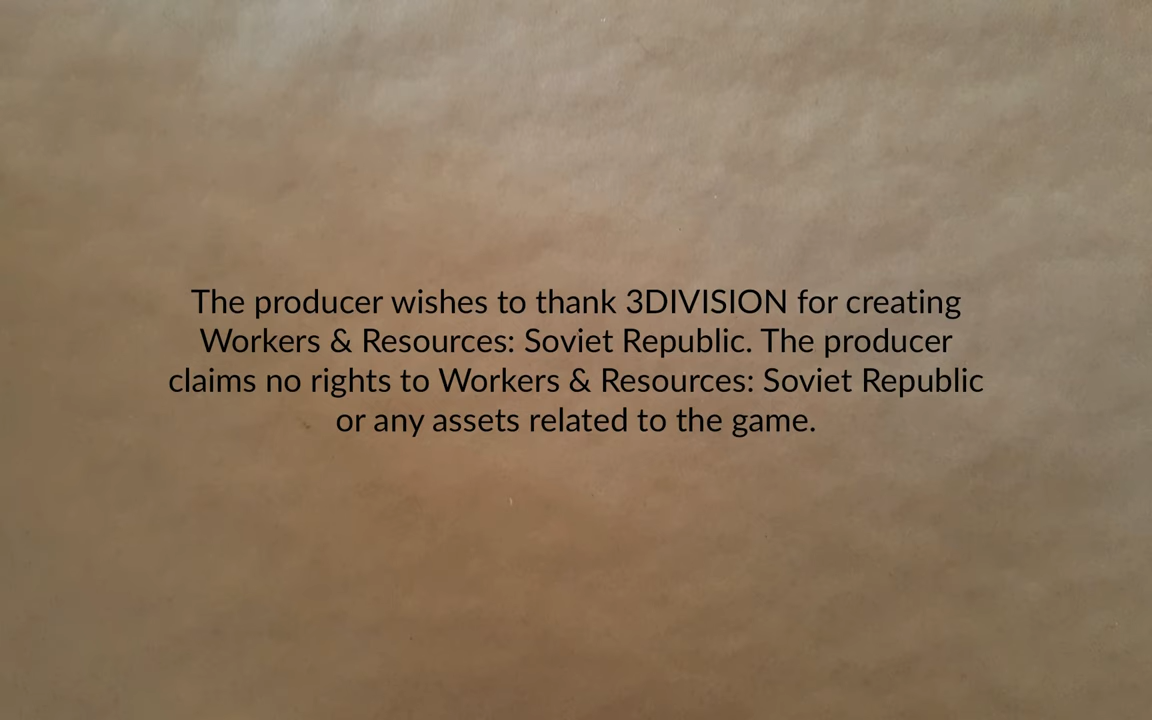 The producer wishes to thank 3DIVISION for creating
Workers & Resources: Soviet Republic. The producer
claims no rights to Workers & Resources: Soviet Republic
or any assets related to the game.